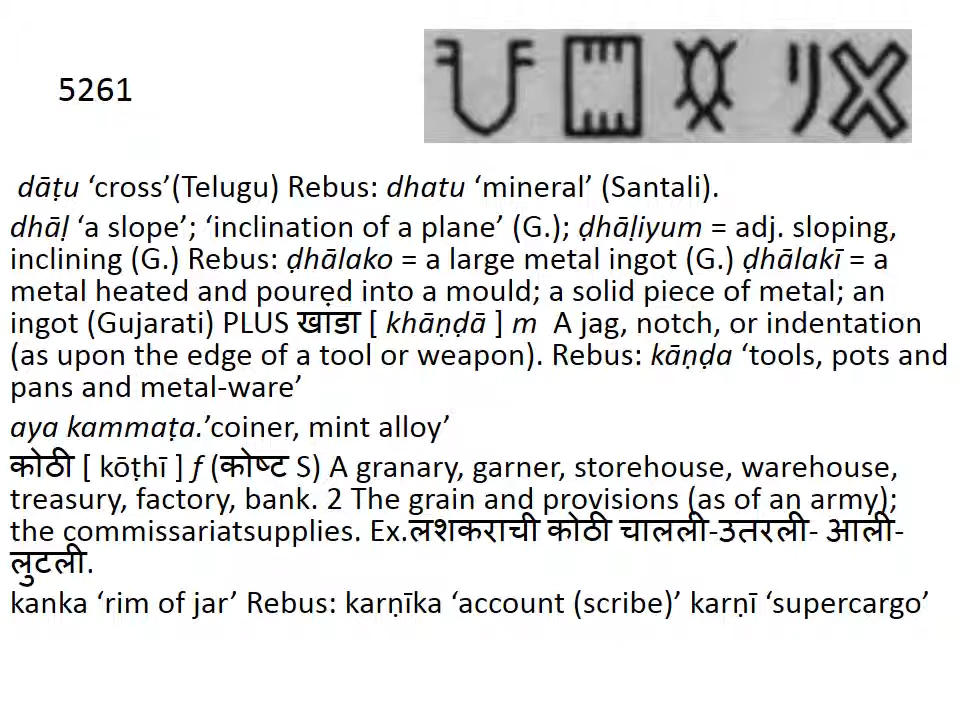 5261
dāṭu ‘cross’(Telugu) Rebus: dhatu ‘mineral’ (Santali).
dhāḷ ‘a slope’; ‘inclination of a plane’ (G.); ḍhāḷiyum = adj. sloping,
inclining (G.) Rebus: ḍhālako = a large metal ingot (G.) ḍhālakī = a
metal heated and poured into a mould; a solid piece of metal; an
ingot (Gujarati) PLUS खांडा [ khāṇḍā ] m A jag, notch, or indentation
(as upon the edge of a tool or weapon). Rebus: kāṇḍa ‘tools, pots and
pans and metal-ware’
aya kammaṭa.’coiner, mint alloy’
कोठी [ kōṭhī ] f (कोष्ट S) A granary, garner, storehouse, warehouse,
treasury, factory, bank. 2 The grain and provisions (as of an army);
the commissariatsupplies. Ex.लशकराची कोठी चालली-उतरली- आली-
लुटली.
kanka ‘rim of jar’ Rebus: karṇīka ‘account (scribe)’ karṇī ‘supercargo’